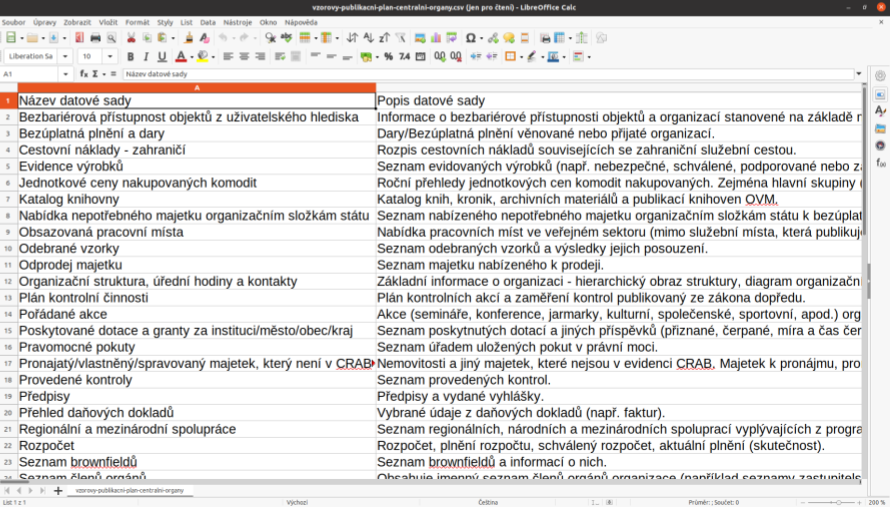 vzorovy-publikacni-plan-centralni-organy.csv (jen pro čtení) - LibreOffice Calc
Soubor Úpravy Zobrazit Vložit Formát Styly List Data Nástroje Okno Nápověda
Liberation Sa 10
A1 Název datové sady
A
1 Název datové sady Popis datové sady
2 Bezbariérová přístupnost objektů z uživatelského hlediska Informace o bezbariérové přístupnosti objektů a organizací stanovené na základě
3 Bezúplatná plnění a dary Dary/Bezúplatná plnění věnované nebo přijaté organizací.
4 Cestovní náklady - zahraničí Rozpis cestovních nákladů souvisejících se zahraniční služební cestou.
5 Evidence výrobků Seznam evidovaných výrobků (např. nebezpečné, schválené, podporované nebo
6 Jednotkové ceny nakupovaných komodit Roční přehledy jednotkových cen komodit nakupovaných. Zejména hlavní skupiny (
7 Katalog knihovny Katalog knih, kronik, archivních materiálů a publikací knihoven OVM.
8 Nabídka nepotřebného majetku organizačním složkám státu Seznam nabízeného nepotřebného majetku organizačním složkám státu k bezúplat
9 Obsazovaná pracovní místa Nabídka pracovních míst ve veřejném sektoru (mimo služební místa, která publikuj
10 Odebrané vzorky Seznam odebraných vzorků a výsledky jejich posouzení.
11 Odprodej majetku Seznam majetku nabízeného k prodeji.
12 Organizační struktura, úřední hodiny a kontakty Základní informace o organizaci - hierarchický obraz struktury, diagram organizačn
13 Plán kontrolní činnosti Plán kontrolních akcí a zaměření kontrol publikovaný ze zákona dopředu.
14 Pořádané akce Akce (semináře, konference, jarmarky, kulturní, společenské, sportovní, apod.) org
15 Poskytované dotace a granty za instituci/město/obec/kraj Seznam poskytnutých dotací a jiných příspěvků (přiznané, čerpané, míra a čas čer
16 Pravomocné pokuty Seznam úřadem uložených pokut v právní moci.
17 Pronajatý/vlastněný/spravovaný majetek, který není v CRAB Nemovitosti a jiný majetek, které nejsou v evidenci CRAB. Majetek k pronájmu, pro
18 Provedené kontroly Seznam provedených kontrol.
19 Předpisy Předpisy a vydané vyhlášky.
20 Přehled daňových dokladů Vybrané údaje z daňových dokladů (např. faktur).
21 Regionální a mezinárodní spolupráce Seznam regionálních, národních a mezinárodních spoluprací vyplývajících z progra
22 Rozpočet Rozpočet, plnění rozpočtu, schválený rozpočet, aktuální plnění (skutečnost).
23 Seznam brownfieldů Seznam brownfieldů a informací o nich.
24 Seznam členů orgánů Obsahuje jmenný seznam členů orgánů organizace (například seznamy zastupitels
vzorovy-publikacni-plan-centralni-organy
List 1 z 1 Výchozí Čeština Průměr: ; Součet: 0 200 %